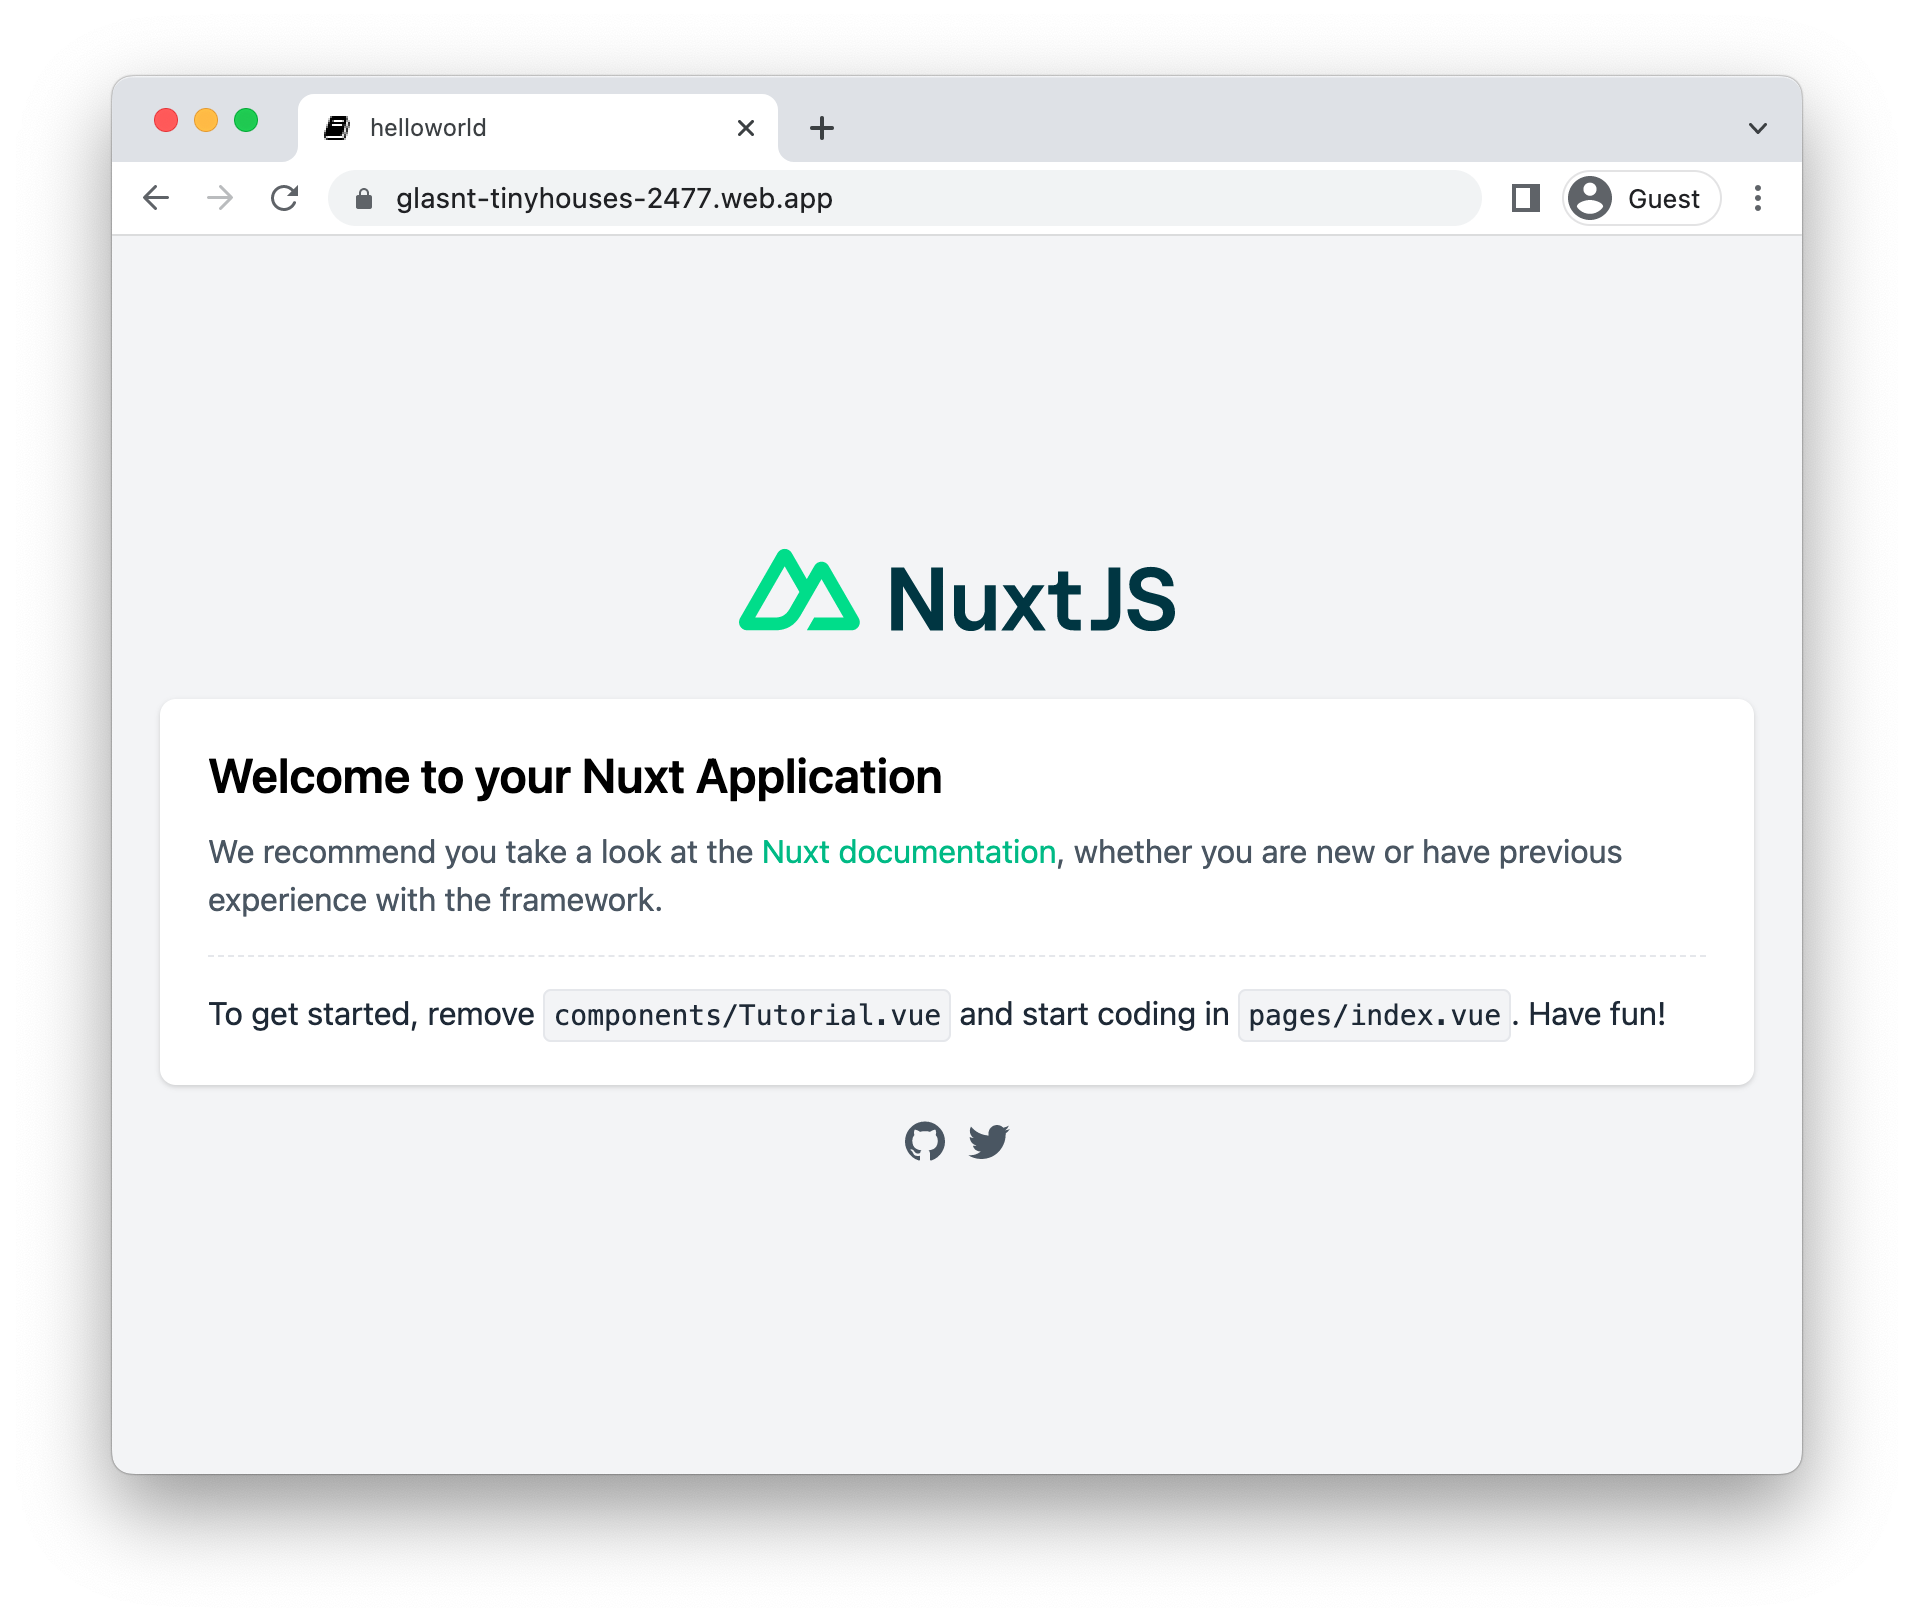 helloworld
glasnt-tinyhouses-2477.web.app
Guest
NuxtJS
Welcome to your Nuxt Application
We recommend you take a look at the Nuxt documentation, whether you are new or have previous
experience with the framework.
To get started, remove components/Tutorial.vue and start coding in pages/index.vue. Have fun!